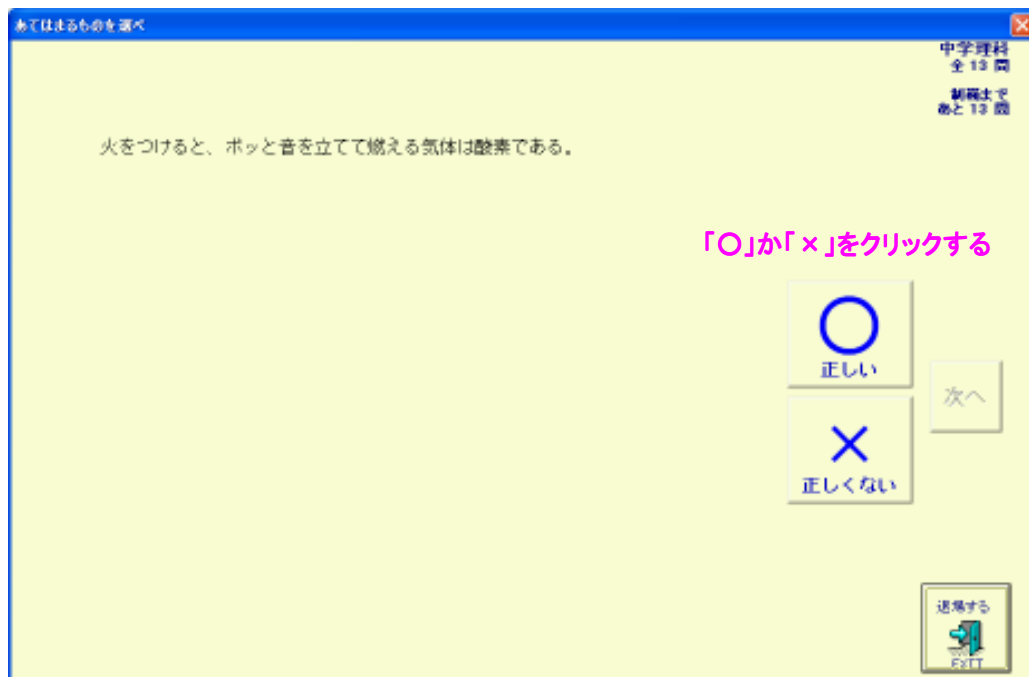 あてはまるものを選べ
中学理科
全 13 問
制覇まで
あと 13 問
火をつけると、ポッと音を立てて燃える気体は酸素である。
「○」か「×」をクリックする
○
正しい
次へ
×
正しくない
退場する
EXIT